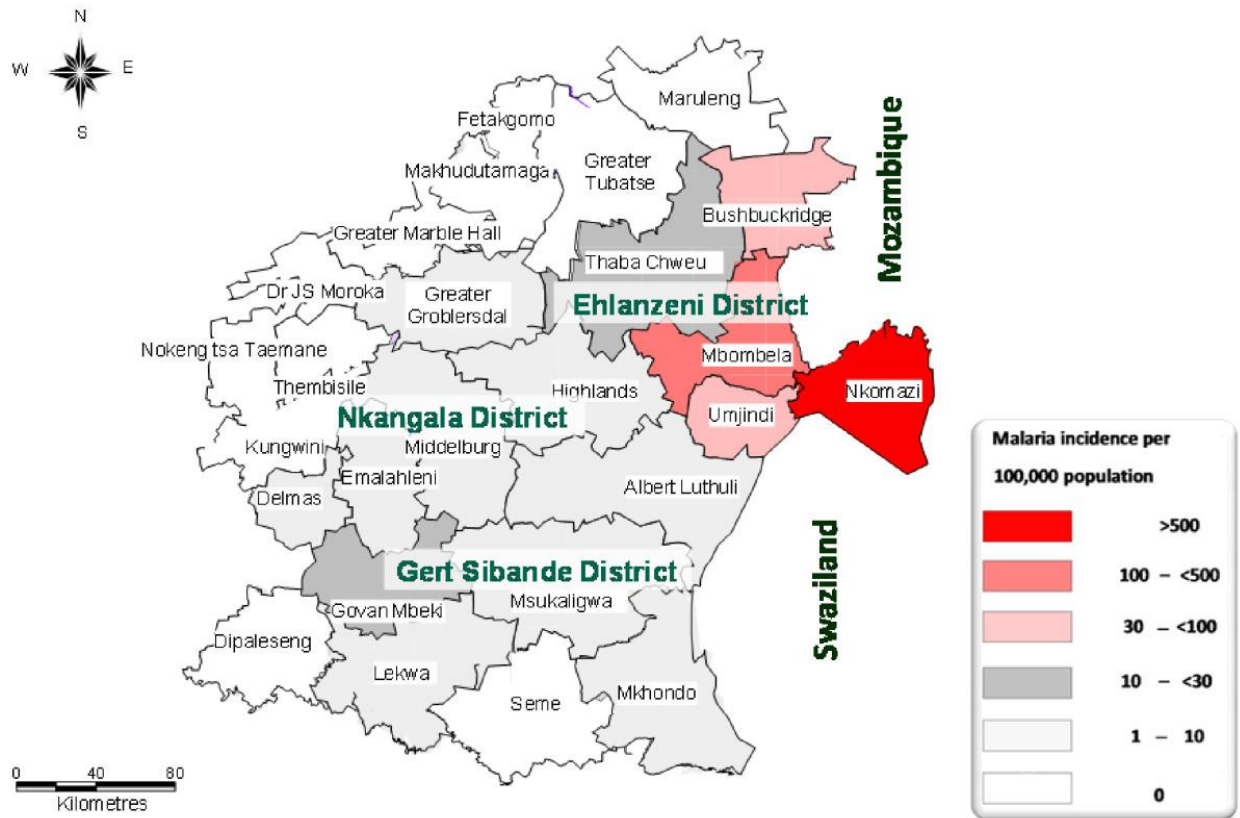 N
W E
S
Maruleng
Fetakgomo
Makhudutamaga
Greater
Tubatse
Mozambique
Bushbuckridge
Greater Marble Hall
Thaba Chweu
Dr JS Moroka
Greater
Groblersdal
Ehlanzeni District
Nokeng tsa Taemane
Mbombela
Thembisile
Highlands
Nkomazi
Umjindi
Nkangala District
Kungwini
Middelburg
Emalahleni
Delmas
Albert Luthuli
Swaziland
Gert Sibande District
Msukaligwa
Govan Mbeki
Dipaleseng
Lekwa
Seme
Mkhondo
0 40 80
Kilometres
Malaria incidence per
100,000 population
>500
100 – <500
30 – <100
10 – <30
1 – 10
0